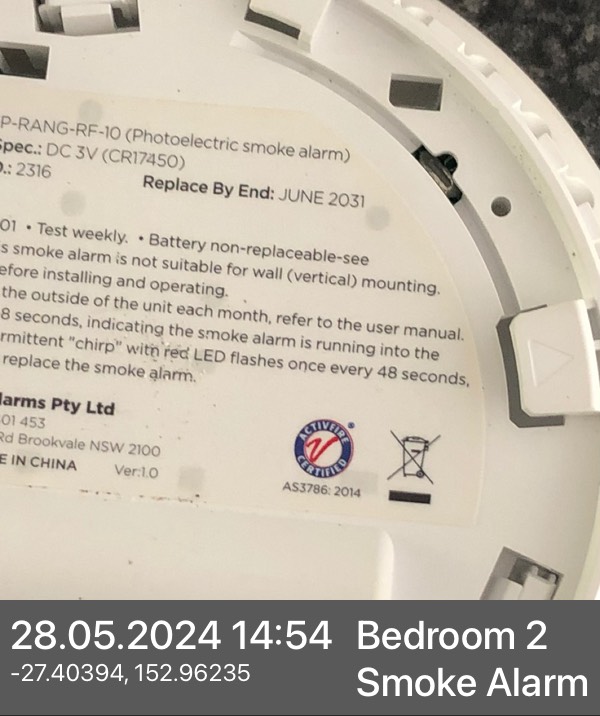 P-RANG-RF-10 (Photoelectric smoke alarm)
Spec.: DC 3V (CR17450)
.: 2316
Replace By End: JUNE 2031
01 • Test weekly. • Battery non-replaceable-see
s smoke alarm is not suitable for wall (vertical) mounting.
efore installing and operating.
the outside of the unit each month, refer to the user manual.
8 seconds, indicating the smoke alarm is running into the
rmittent "chirp" with red LED flashes once every 48 seconds,
replace the smoke alarm.
larms Pty Ltd
01 453
Rd Brookvale NSW 2100
E IN CHINA Ver:1.0
ACTIVFIRE
CERTIFIED
®
AS3786: 2014
28.05.2024 14:54
-27.40394, 152.96235
Bedroom 2
Smoke Alarm